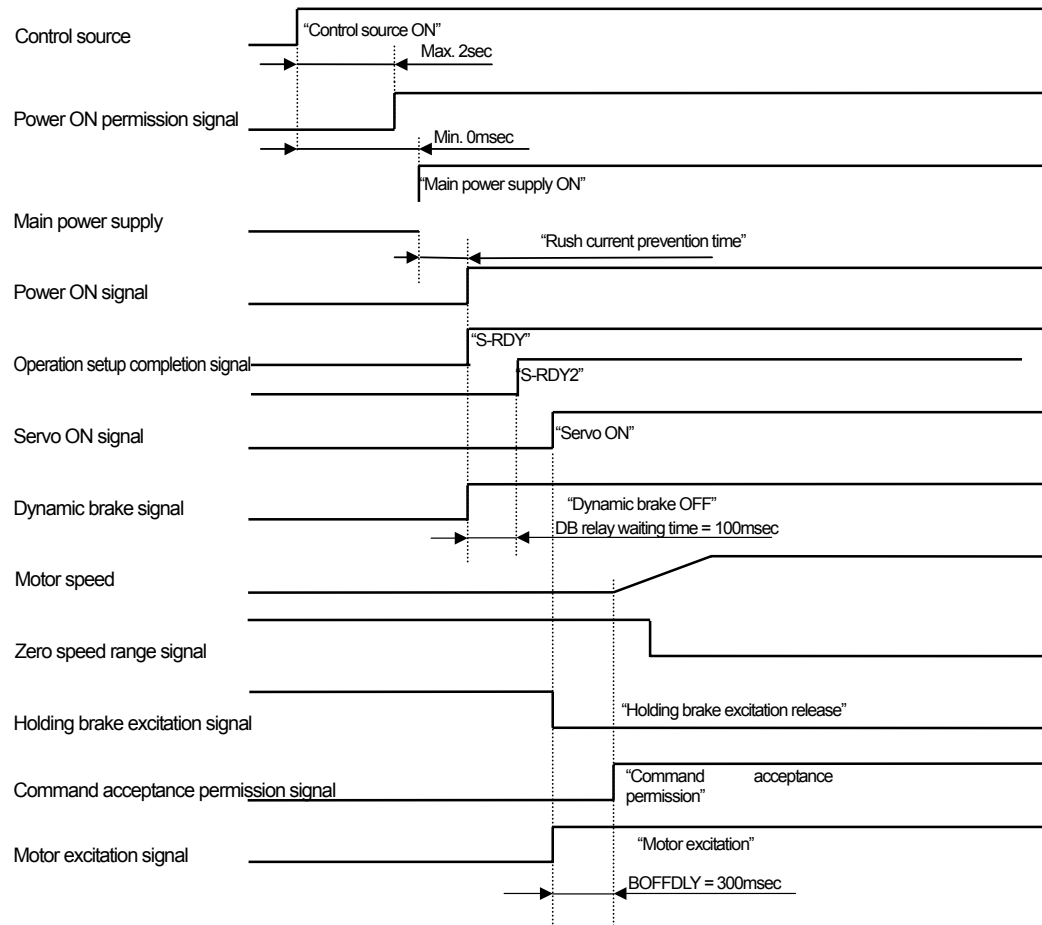 Control source
“Control source ON”
Max. 2sec
Power ON permission signal
Min. 0msec
“Main power supply ON”
Main power supply
“Rush current prevention time”
Power ON signal
“S-RDY”
Operation setup completion signal
“S-RDY2”
Servo ON signal
“Servo ON”
Dynamic brake signal
“Dynamic brake OFF”
DB relay waiting time = 100msec
Motor speed
Zero speed range signal
Holding brake excitation signal
“Holding brake excitation release”
Command acceptance permission signal
“Command acceptance
permission”
Motor excitation signal
“Motor excitation”
BOFFDLY = 300msec